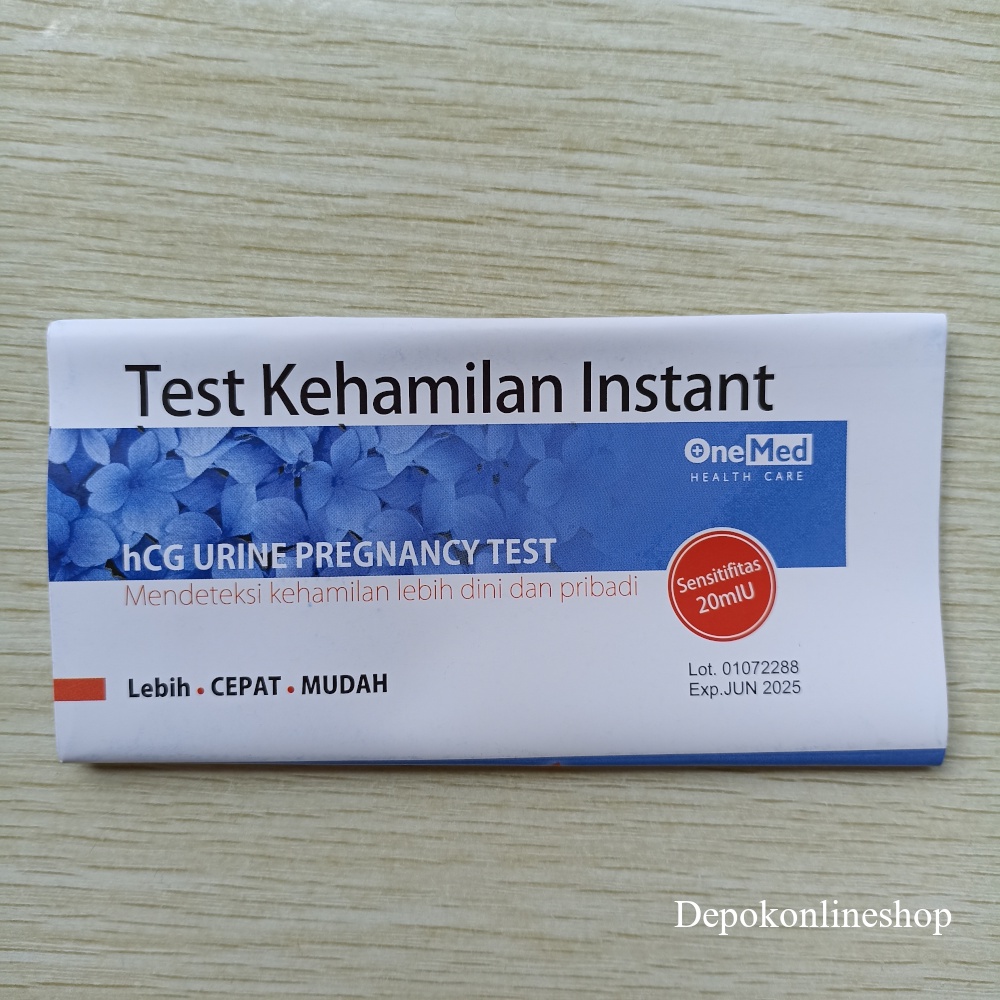 Test Kehamilan Instant
OneMed
HEALTH CARE
hCG URINE PREGNANCY TEST
Mendeteksi kehamilan lebih dini dan pribadi
Sensitifitas
20mIU
Lot. 01072288
Exp.JUN 2025
Lebih • CEPAT • MUDAH
Depokonlineshop